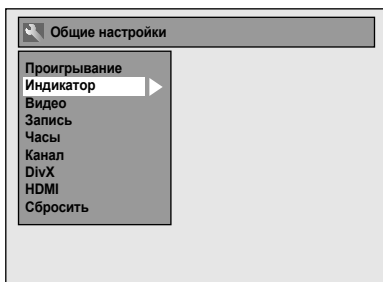 Общие настройки
Проигрывание
Индикатор
Видео
Запись
Часы
Канал
DivX
HDMI
Сбросить